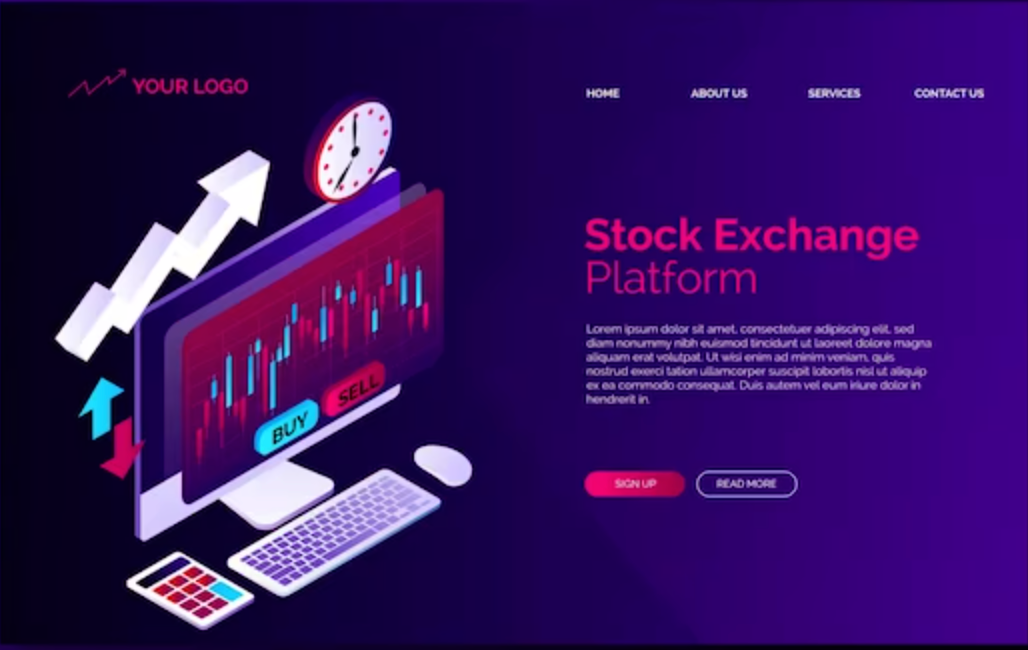 YOUR LOGO
HOME ABOUT US SERVICES CONTACT US
Stock Exchange
Platform
Lorem ipsum dolor sit amet, consectetuer adipiscing elit, sed
diam nonummy nibh euismod tincidunt ut laoreet dolore magna
aliquam erat volutpat. Ut wisi enim ad minim veniam, quis
nostrud exerci tation ullamcorper suscipit lobortis nisl ut aliquip
ex ea commodo consequat. Duis autem vel eum iriure dolor in
hendrerit in.
SIGN UP READ MORE
BUY SELL